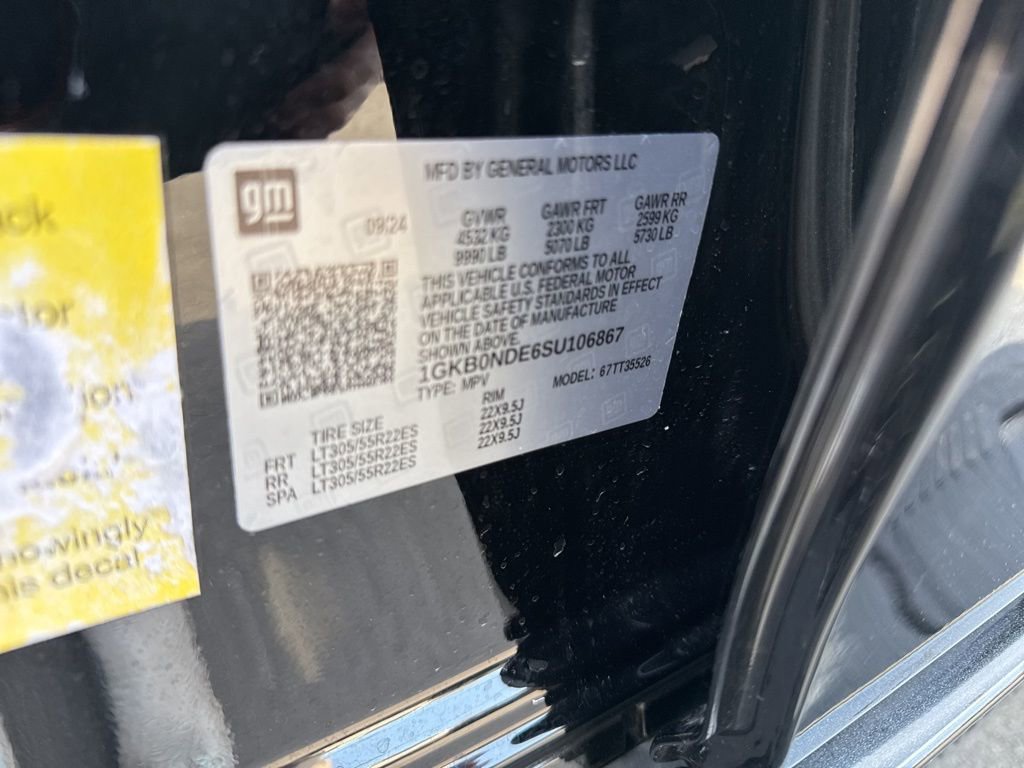 gm
MFD BY GENERAL MOTORS LLC
09/24
GVWR GAWR FRT GAWR RR
4532 KG 2300 KG 2599 KG
9990 LB 5070 LB 5730 LB
THIS VEHICLE CONFORMS TO ALL
APPLICABLE U.S. FEDERAL MOTOR
VEHICLE SAFETY STANDARDS IN EFFECT
ON THE DATE OF MANUFACTURE
SHOWN ABOVE.
1GKB0NDE6SU106867
TYPE: MPV MODEL: 67TT35526
TIRE SIZE RIM
FRT LT305/55R22ES 22X9.5J
RR LT305/55R22ES 22X9.5J
SPA LT305/55R22ES 22X9.5J
decal